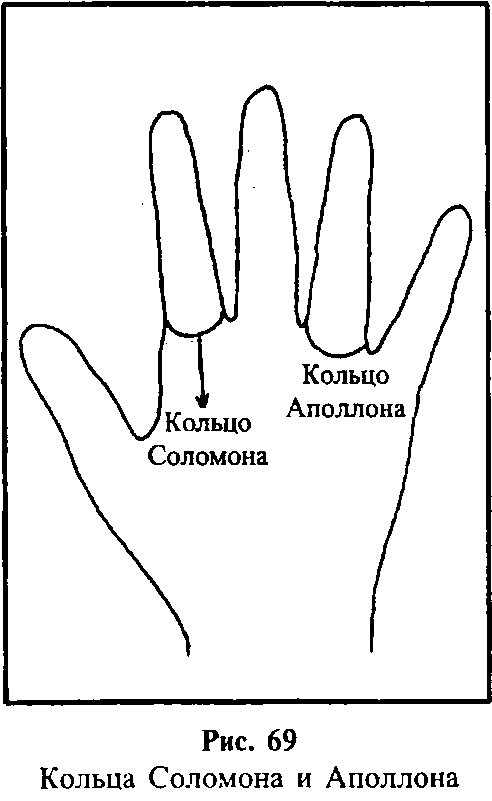 Кольцо
Аполлона
Кольцо
Соломона
Рис. 69
Кольца Соломона и Аполлона